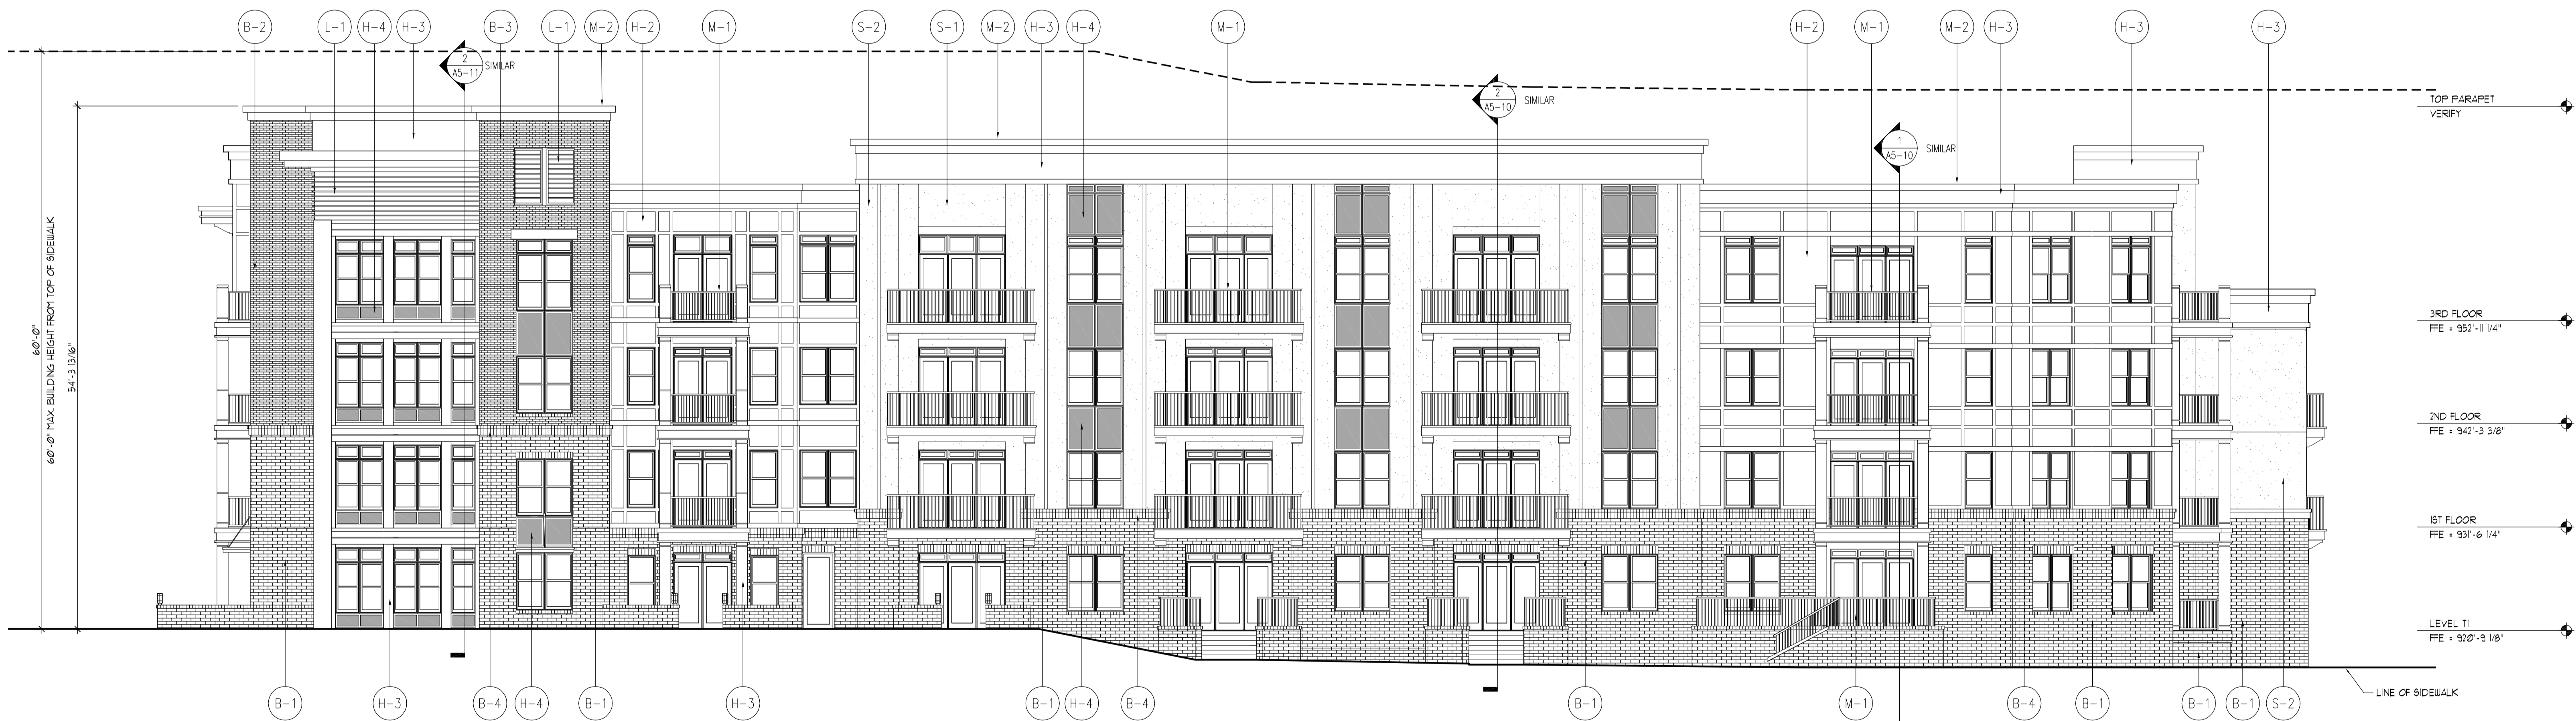 B-2
L-1
H-4
H-3
B-3
L-1
M-2
H-2
M-1
S-2
S-1
M-2
H-3
H-4
M-1
H-2
M-1
M-2
H-3
H-3
H-3
2
A5-11
SIMILAR
2
A5-10
SIMILAR
1
A5-10
SIMILAR
60'-0"
60'-0" MAX. BUILDING HEIGHT FROM TOP OF SIDEWALK
54'-3 13/16"
TOP PARAPET
VERIFY
3RD FLOOR
FFE = 952'-11 1/4"
2ND FLOOR
FFE = 942'-3 3/8"
1ST FLOOR
FFE = 931'-6 1/4"
LEVEL T1
FFE = 920'-9 1/8"
LINE OF SIDEWALK
B-1
H-3
B-4
H-4
B-1
H-3
B-1
H-4
B-4
B-1
M-1
B-4
B-1
B-1
B-1
S-2